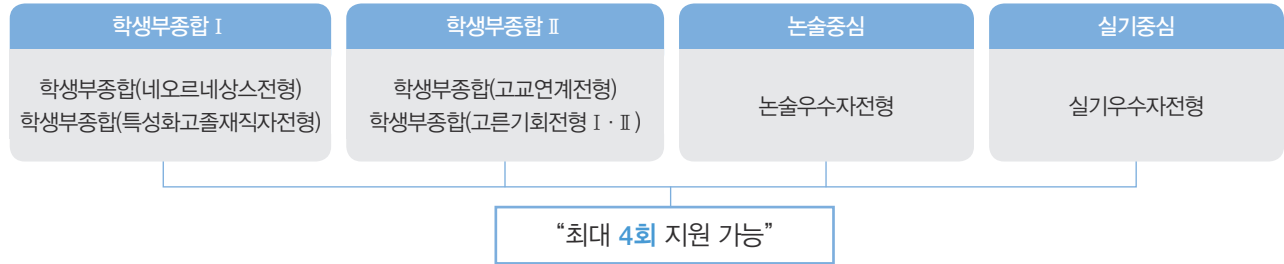 학생부종합 Ⅰ
학생부종합(네오르네상스전형)
학생부종합(특성화고졸재직자전형)
학생부종합 Ⅱ
학생부종합(고교연계전형)
학생부종합(고른기회전형 Ⅰ · Ⅱ)
논술중심
논술우수자전형
실기중심
실기우수자전형
“최대 4회 지원 가능”